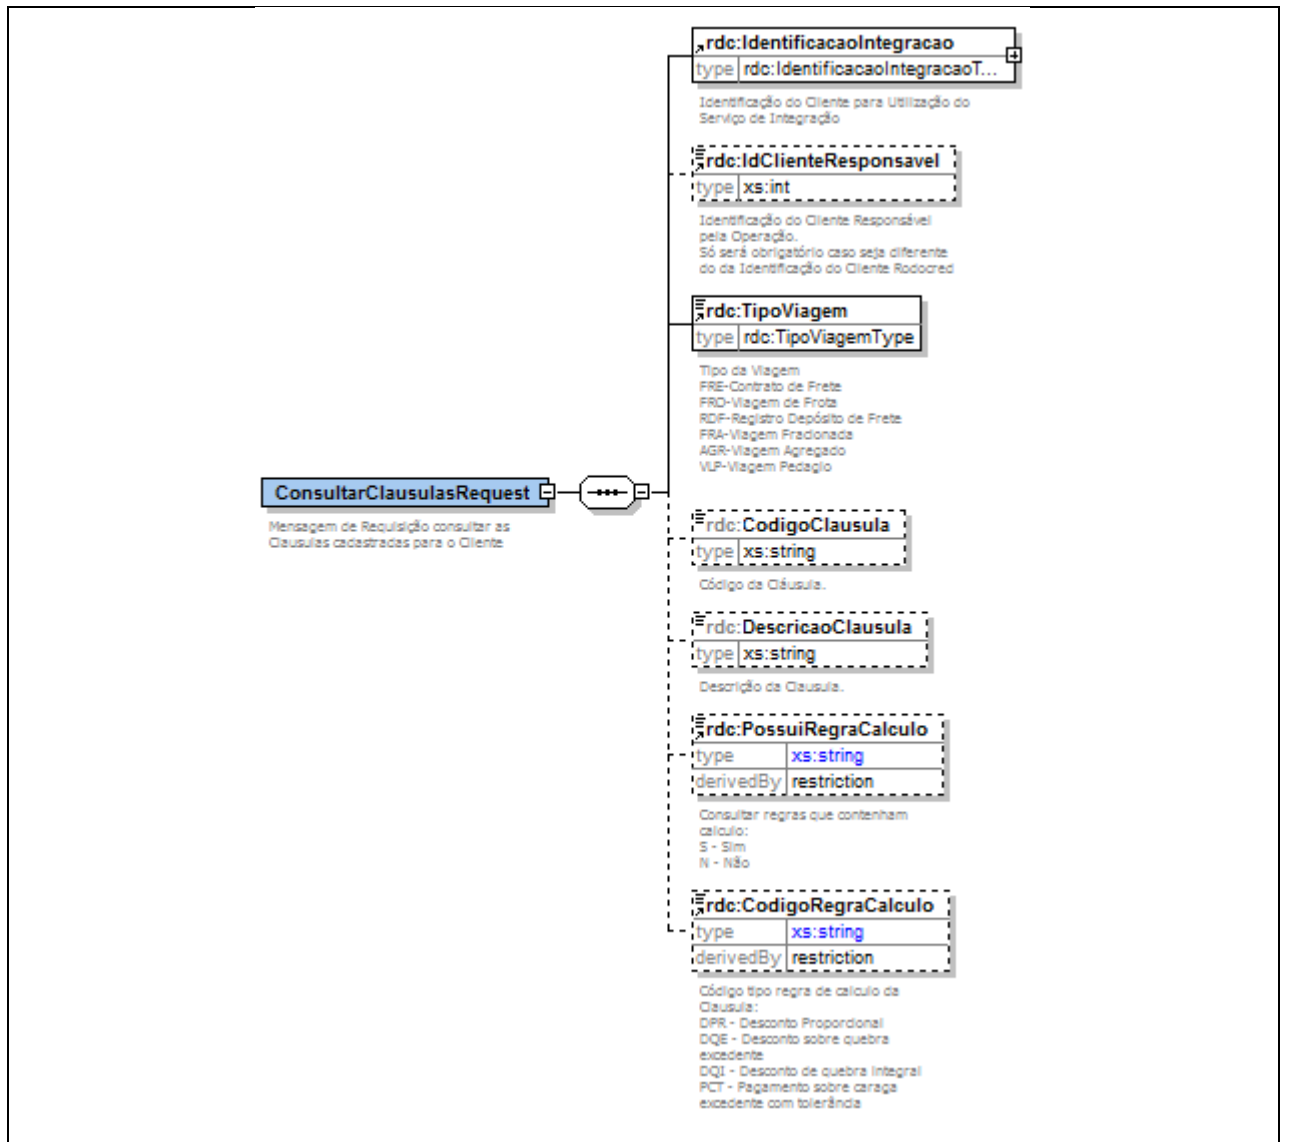 rdc:IdentificacaoIntegracao
type rdc:IdentificacaoIntegracaoT...
Identificação do Cliente para Utilização do
Serviço de Integração
rdc:IdClienteResponsavel
type xs:int
Identificação do Cliente Responsável
pela Operação.
Só será obrigatório caso seja diferente
do da Identificação do Cliente Rodocred
rdc:TipoViagem
type rdc:TipoViagemType
Tipo da Viagem
FRE-Contrato de Frete
FRO-Viagem de Frota
RDF-Registro Depósito de Frete
FRA-Viagem Fracionada
AGR-Viagem Agregado
VLP-Viagem Pedagio
ConsultarClausulasRequest
Mensagem de Requisição consultar as
Clausulas cadastradas para o Cliente
rdc:CodigoClausula
type xs:string
Código da Cláusula.
rdc:DescricaoClausula
type xs:string
Descrição da Clausula.
rdc:PossuiRegraCalculo
type xs:string
derivedBy restriction
Consultar regras que contenham
calculo:
S - Sim
N - Não
rdc:CodigoRegraCalculo
type xs:string
derivedBy restriction
Código tipo regra de calculo da
Clausula:
DPR - Desconto Proporcional
DQE - Desconto sobre quebra
excedente
DQI - Desconto de quebra integral
PCT - Pagamento sobre caraga
excedente com tolerância